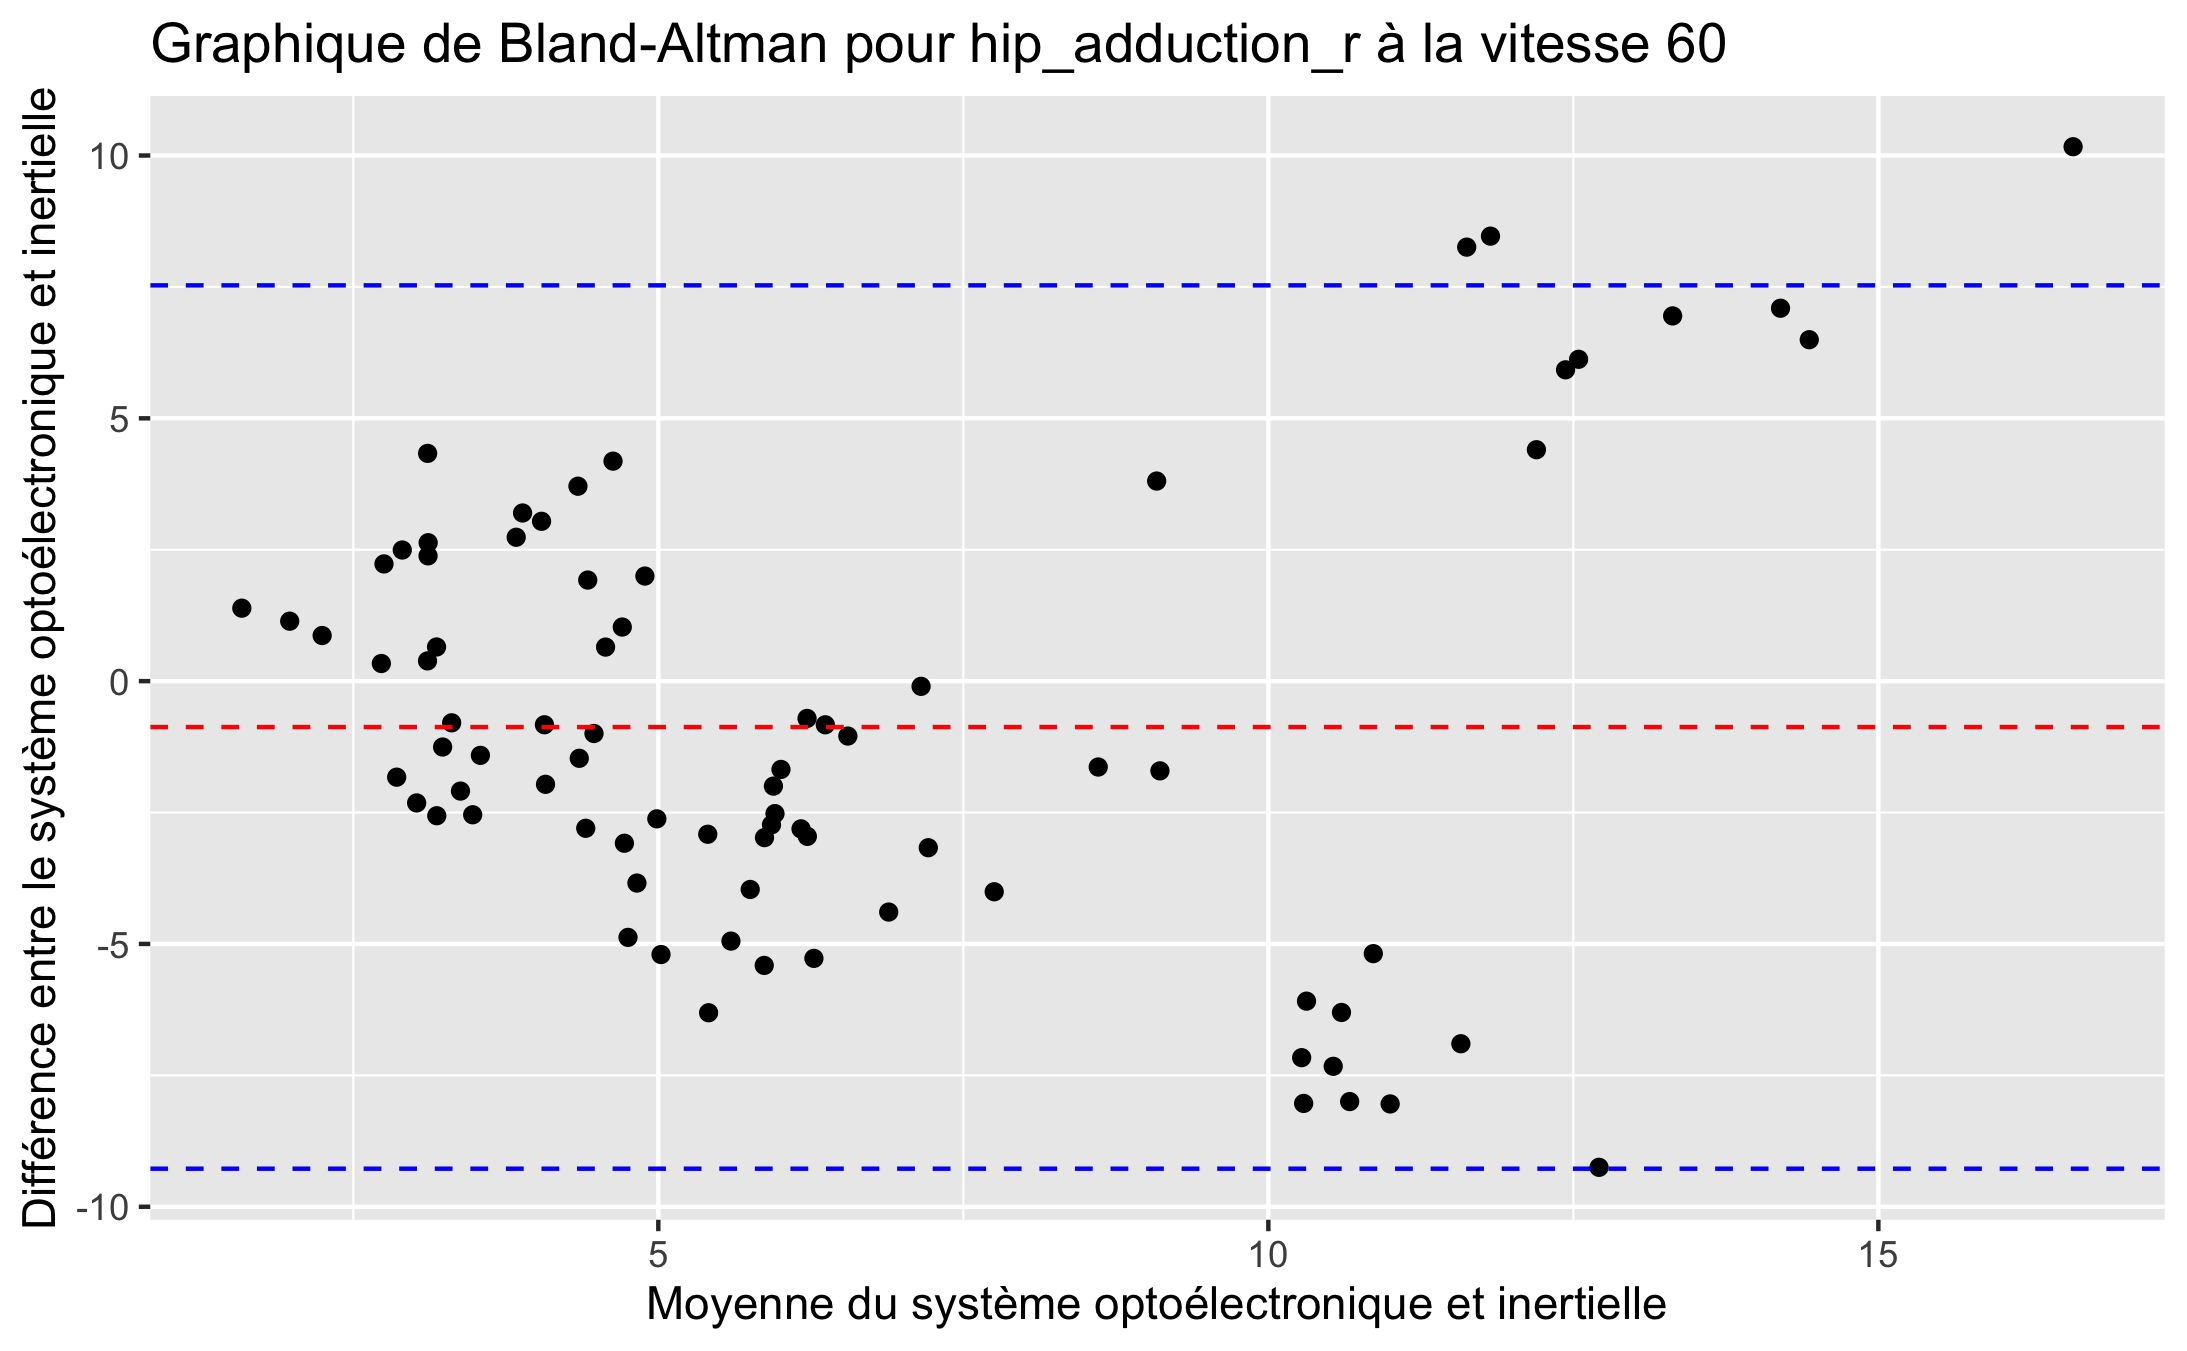 Graphique de Bland-Altman pour hip_adduction_r à la vitesse 60
Différence entre le système optoélectronique et inertielle
10
5
0
-5
-10
5
10
15
Moyenne du système optoélectronique et inertielle